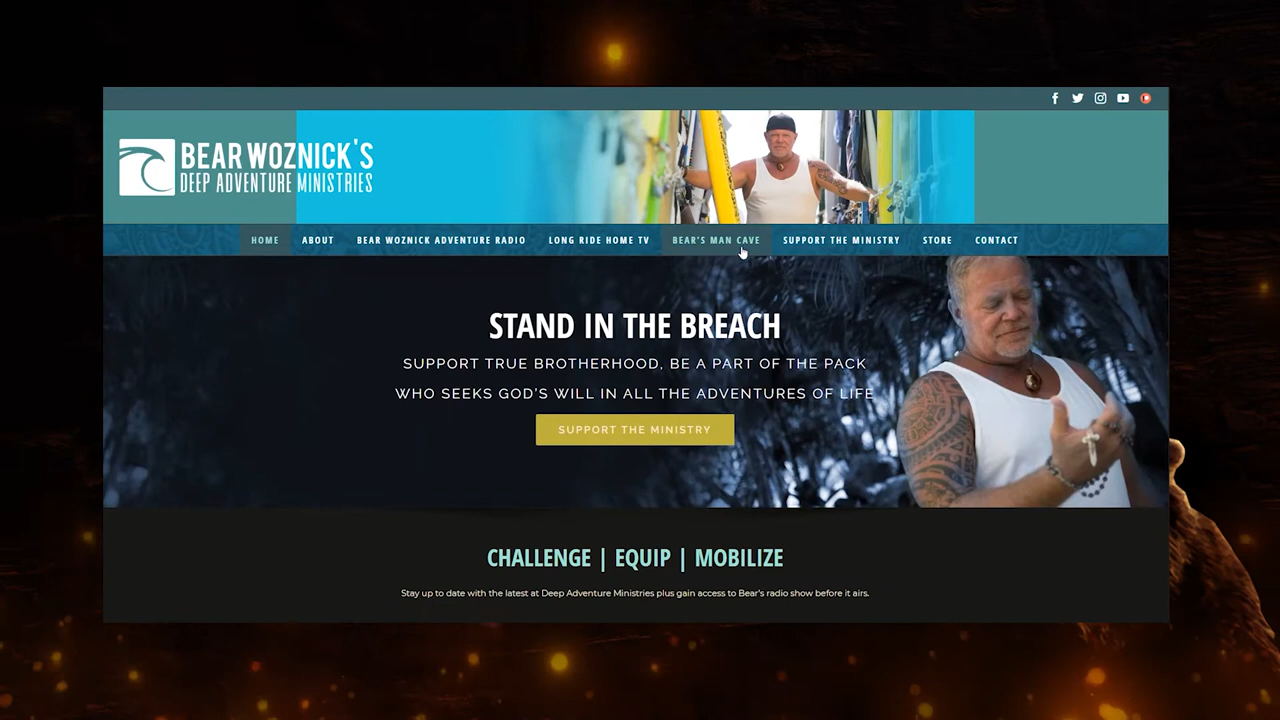 BEAR WOZNICK'S
DEEP ADVENTURE MINISTRIES
HOME ABOUT BEAR WOZNICK ADVENTURE RADIO LONG RIDE HOME TV BEAR'S MAN CAVE SUPPORT THE MINISTRY STORE CONTACT
STAND IN THE BREACH
SUPPORT TRUE BROTHERHOOD, BE A PART OF THE PACK
WHO SEEKS GOD'S WILL IN ALL THE ADVENTURES OF LIFE
SUPPORT THE MINISTRY
CHALLENGE | EQUIP | MOBILIZE
Stay up to date with the latest at Deep Adventure Ministries plus gain access to Bear's radio show before it airs.